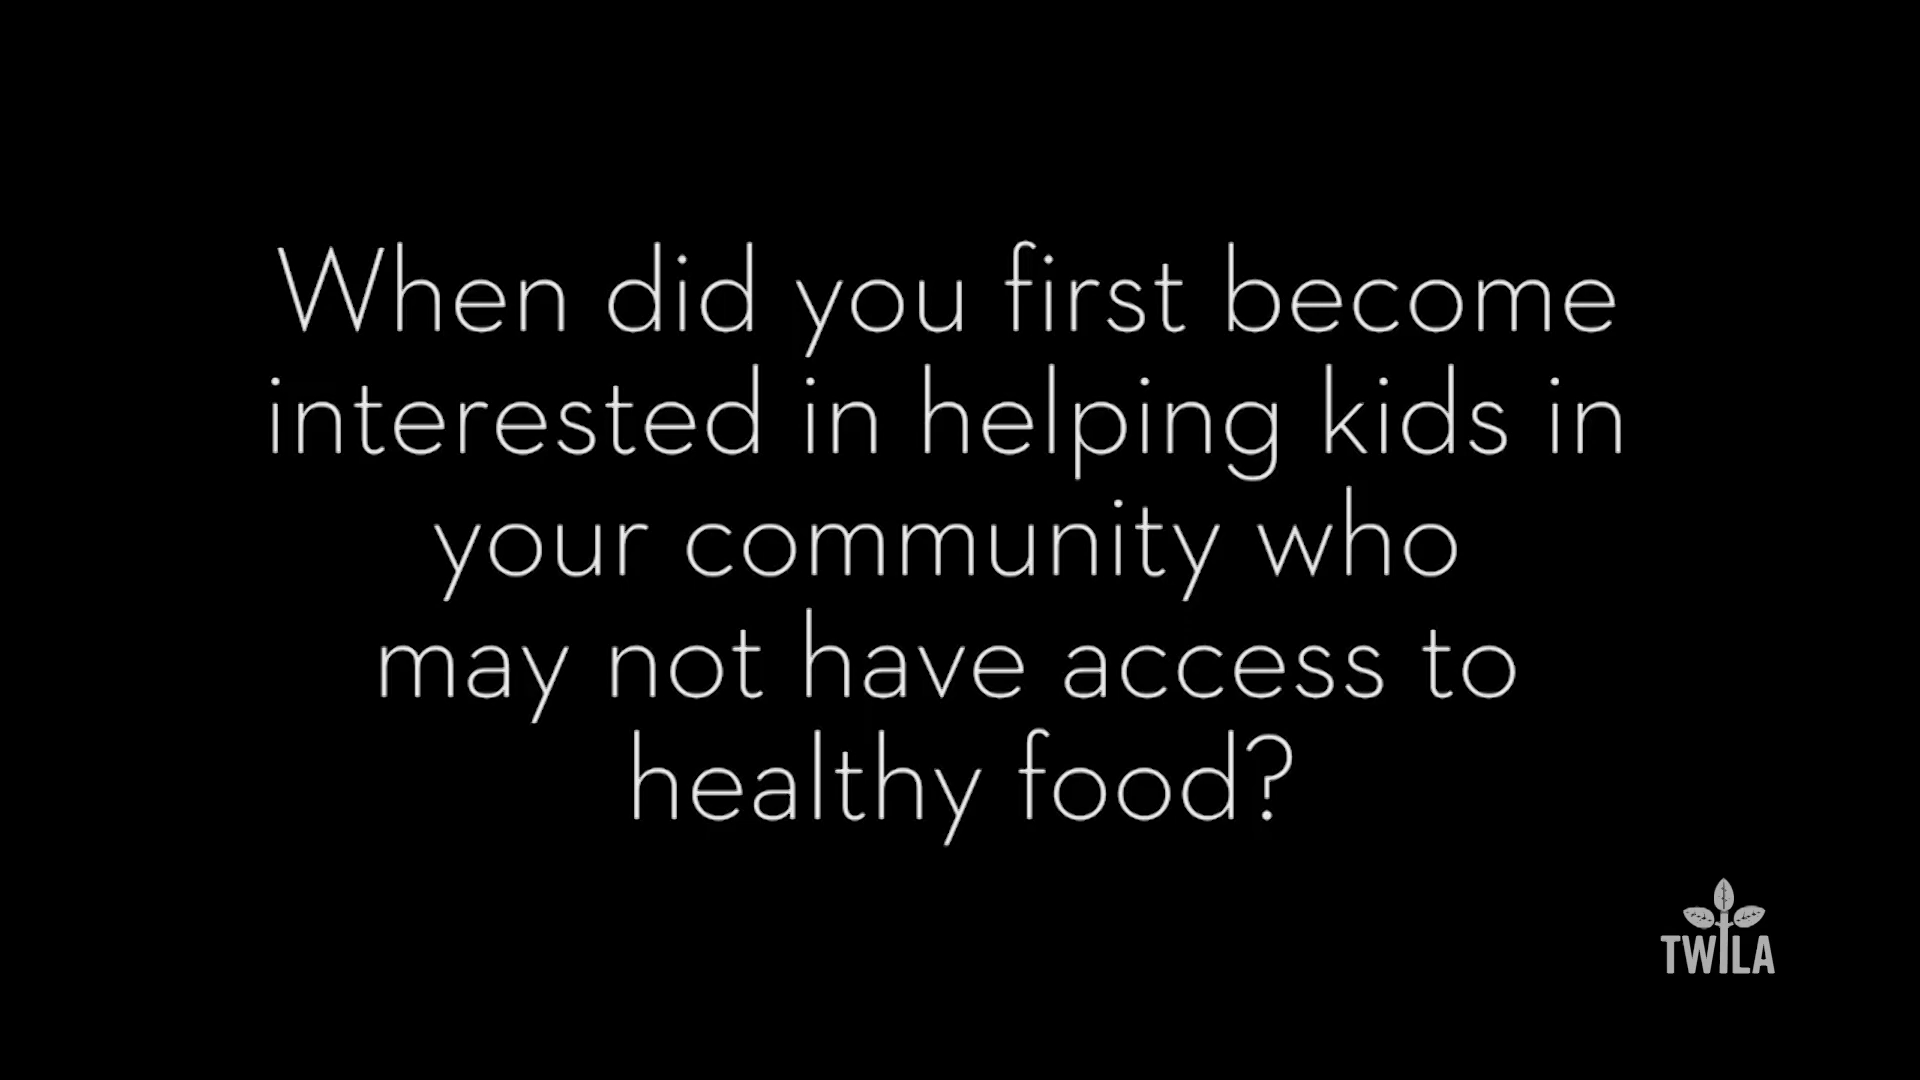 When did you first become
interested in helping kids in
your community who
may not have access to
healthy food?
TWILA